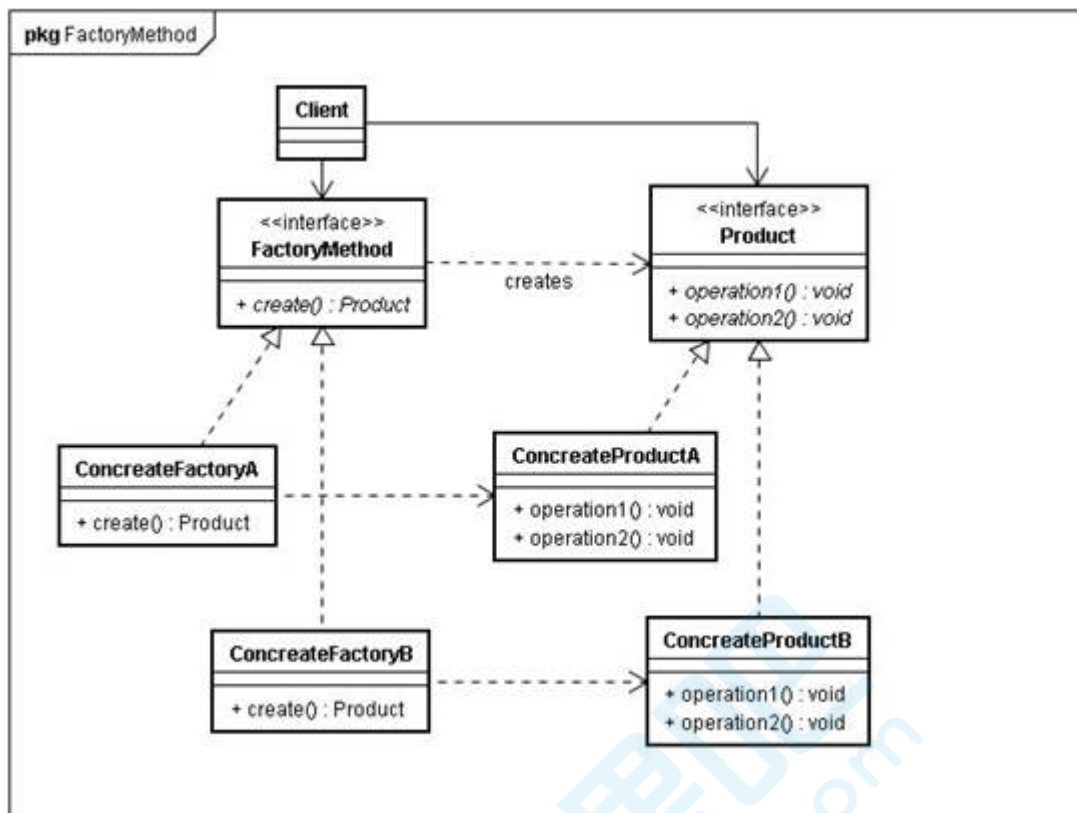 pkg FactoryMethod
Client
<<interface>>
FactoryMethod
+ create() : Product
creates
<<interface>>
Product
+ operation1() : void
+ operation2() : void
ConcreateFactoryA
+ create() : Product
ConcreateProductA
+ operation1() : void
+ operation2() : void
ConcreateFactoryB
+ create() : Product
ConcreateProductB
+ operation1() : void
+ operation2() : void
com